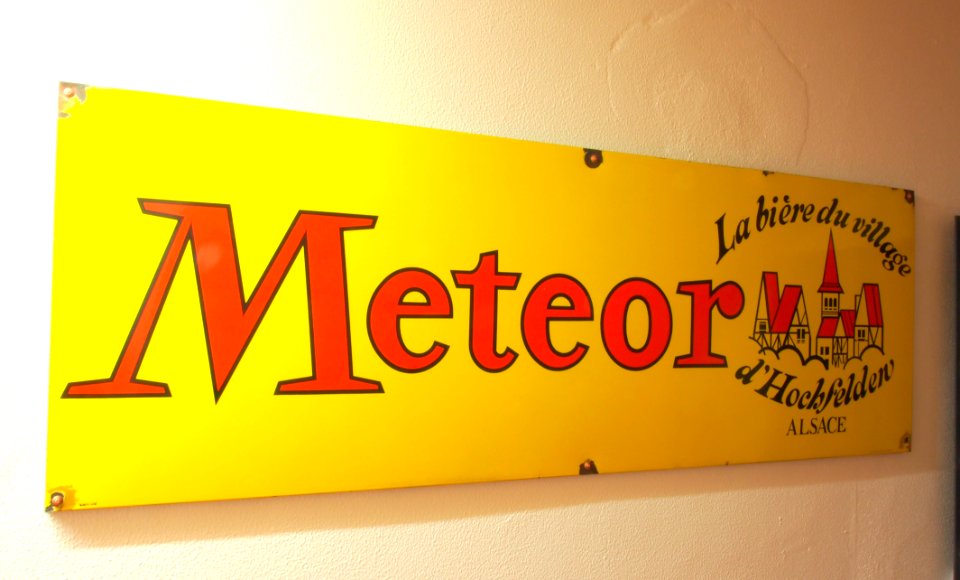 Meteor
La bière du village
d'Hochfelden
ALSACE